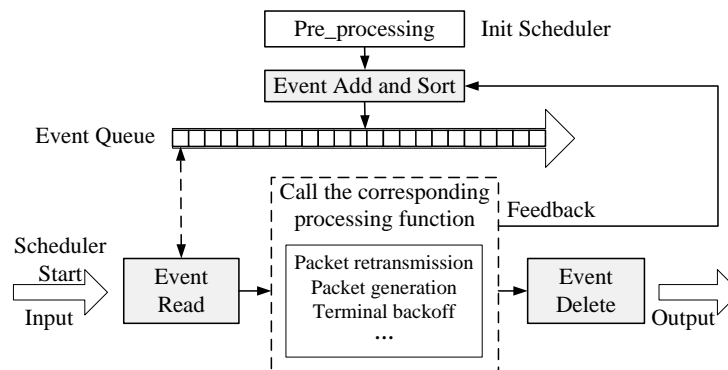 Pre_processing
Init Scheduler
Event Add and Sort
Event Queue
Call the corresponding
processing function
Feedback
Scheduler
Start
Input
Event
Read
Packet retransmission
Packet generation
Terminal backoff
...
Event
Delete
Output